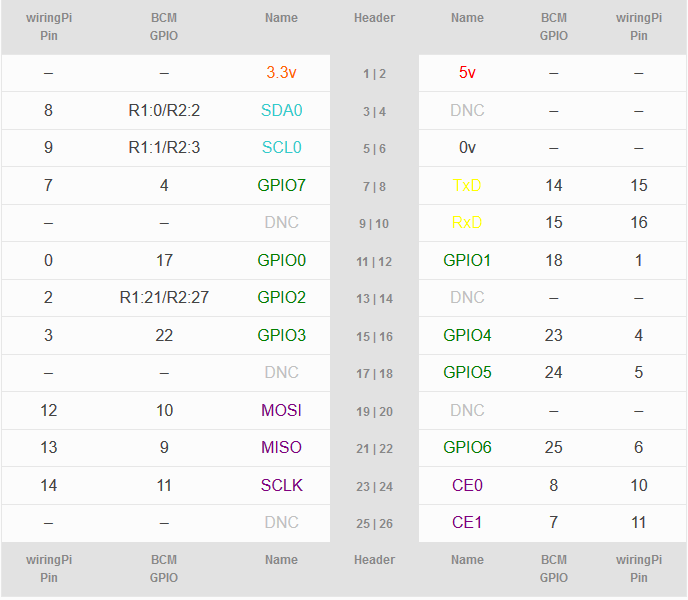 wiringPi Pin BCM GPIO Name Header Name BCM GPIO wiringPi Pin
– – 3.3v 1 | 2 5v – –
8 R1:0/R2:2 SDA0 3 | 4 DNC – –
9 R1:1/R2:3 SCL0 5 | 6 0v – –
7 4 GPIO7 7 | 8 TxD 14 15
– – DNC 9 | 10 RxD 15 16
0 17 GPIO0 11 | 12 GPIO1 18 1
2 R1:21/R2:27 GPIO2 13 | 14 DNC – –
3 22 GPIO3 15 | 16 GPIO4 23 4
– – DNC 17 | 18 GPIO5 24 5
12 10 MOSI 19 | 20 DNC – –
13 9 MISO 21 | 22 GPIO6 25 6
14 11 SCLK 23 | 24 CE0 8 10
– – DNC 25 | 26 CE1 7 11
wiringPi Pin BCM GPIO Name Header Name BCM GPIO wiringPi Pin